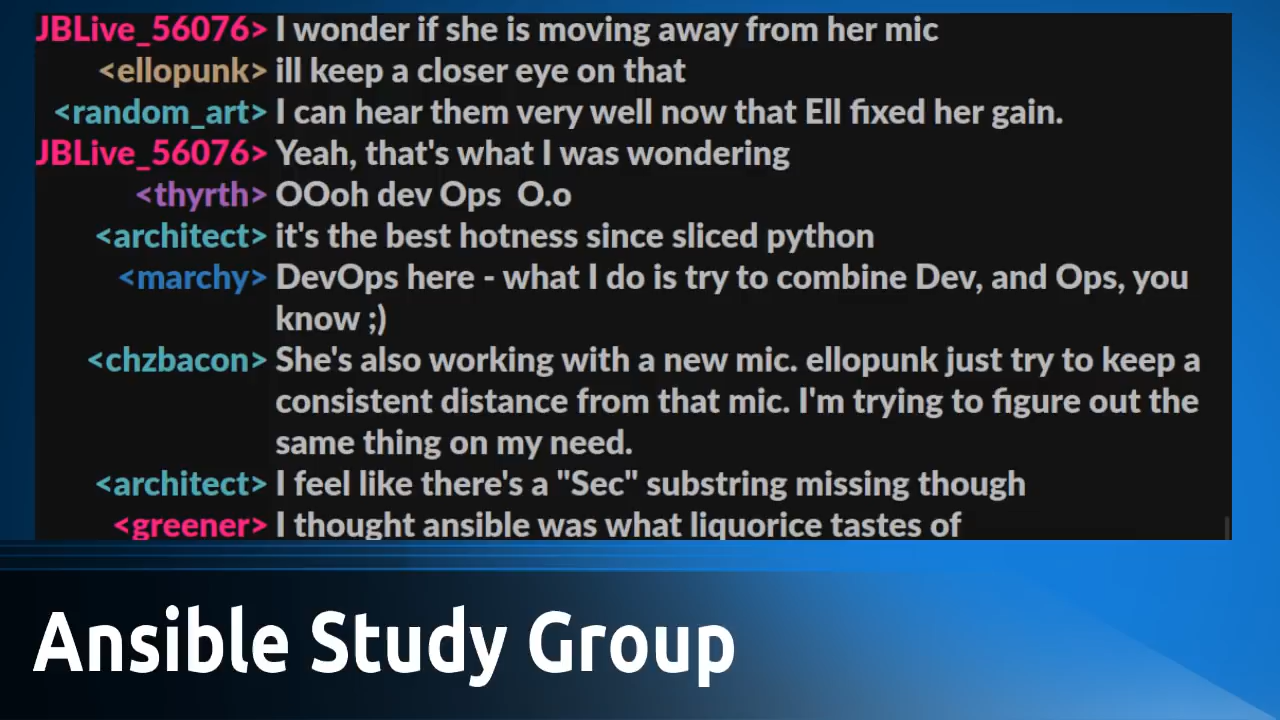 JBLive_56076> I wonder if she is moving away from her mic
<ellopunk> ill keep a closer eye on that
<random_art> I can hear them very well now that Ell fixed her gain.
JBLive_56076> Yeah, that's what I was wondering
<thyrth> OOoh dev Ops  O.o
<architect> it's the best hotness since sliced python
<marchy> DevOps here - what I do is try to combine Dev, and Ops, you
know ;)
<chzbacon> She's also working with a new mic. ellopunk just try to keep a
consistent distance from that mic. I'm trying to figure out the
same thing on my need.
<architect> I feel like there's a "Sec" substring missing though
<greener> I thought ansible was what liquorice tastes of
Ansible Study Group